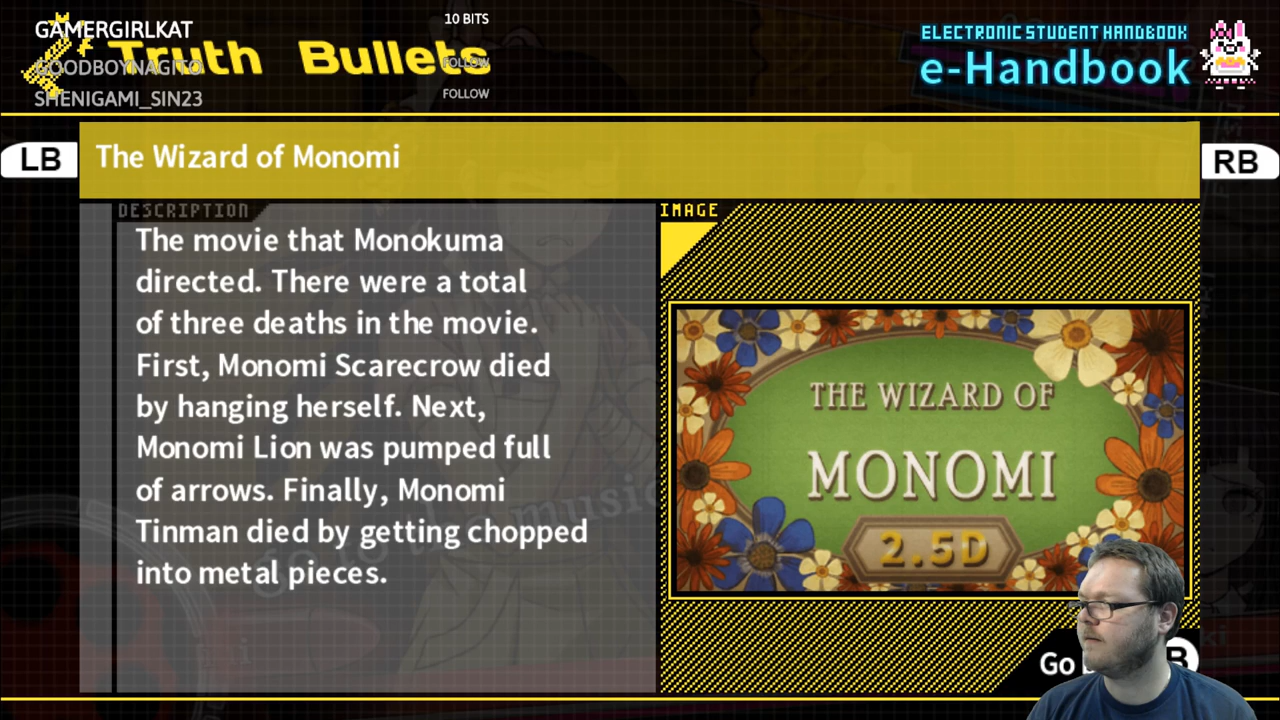 GAMERGIRLKAT
10 BITS
Truth Bullets
GOODBOYNAGITO
FOLLOW
SHENIGAMI_SIN23
FOLLOW
ELECTRONIC STUDENT HANDBOOK
e-Handbook
LB
The Wizard of Monomi
RB
DESCRIPTION
The movie that Monokuma
directed. There were a total
of three deaths in the movie.
First, Monomi Scarecrow died
by hanging herself. Next,
Monomi Lion was pumped full
of arrows. Finally, Monomi
Tinman died by getting chopped
into metal pieces.
IMAGE
THE WIZARD OF
MONOMI
2.5D
Go
B